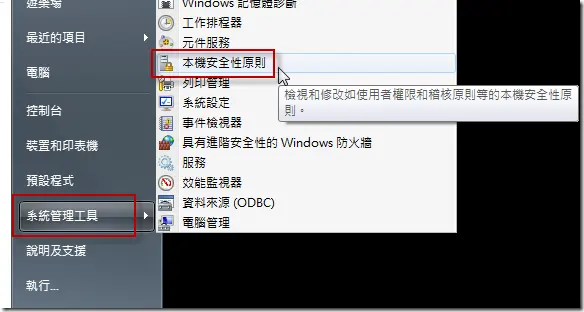 遊樂場
最近的項目
電腦
控制台
裝置和印表機
預設程式
系統管理工具
說明及支援
執行...
Windows 記憶體診斷
工作排程器
元件服務
本機安全性原則
列印管理
系統設定
事件檢視器
具有進階安全性的 Windows 防火牆
服務
效能監視器
資料來源 (ODBC)
電腦管理
檢視和修改如使用者權限和稽核原則等的本機安全性原
則。